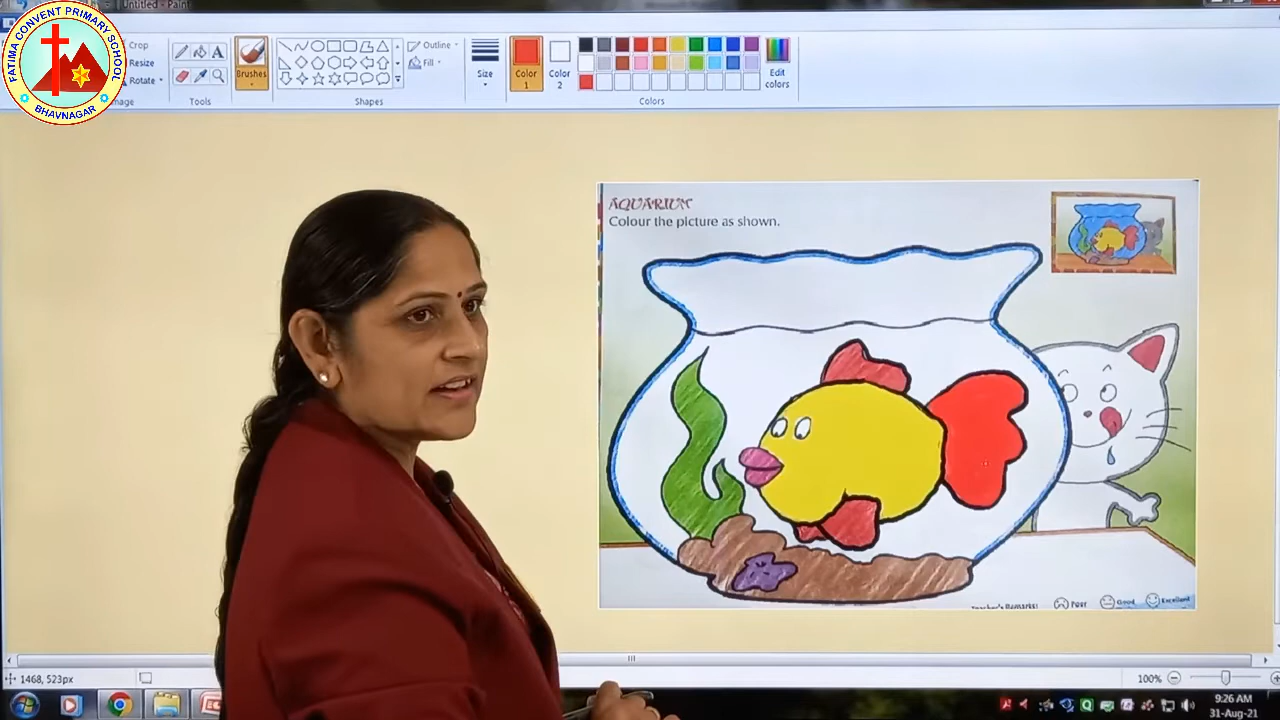 Untitled - Paint
FATIMA CONVENT PRIMARY SCHOOL
BHAVNAGAR
Crop
Resize
Rotate
A
Brushes
Outline
Fill
Size
Color
1
Color
2
Edit
colors
Image
Tools
Shapes
Colors
AQUARIUM
Colour the picture as shown.
Teacher's Remarks:
Poor
Good
Excellent
1468, 523px
100%
9:26 AM
31-Aug-21